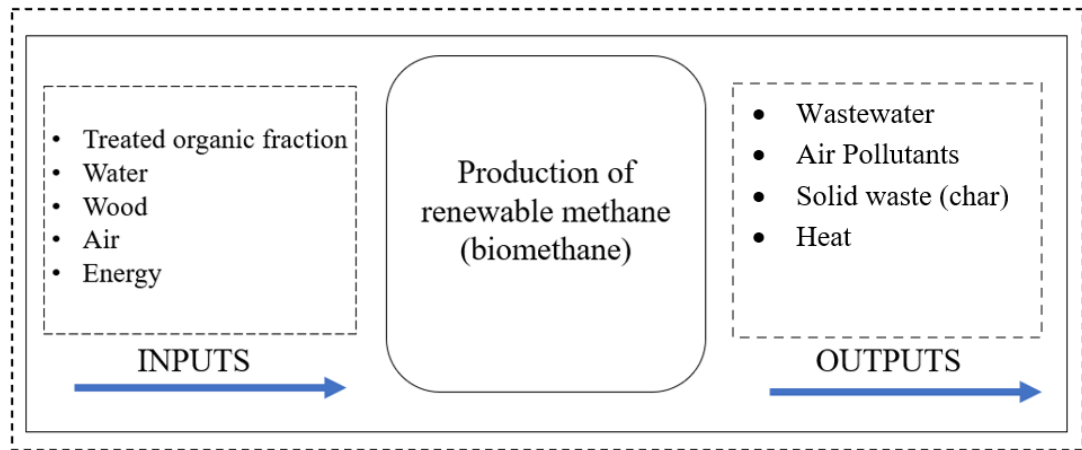 • Treated organic fraction
• Water
• Wood
• Air
• Energy
INPUTS
Production of
renewable methane
(biomethane)
• Wastewater
• Air Pollutants
• Solid waste (char)
• Heat
OUTPUTS